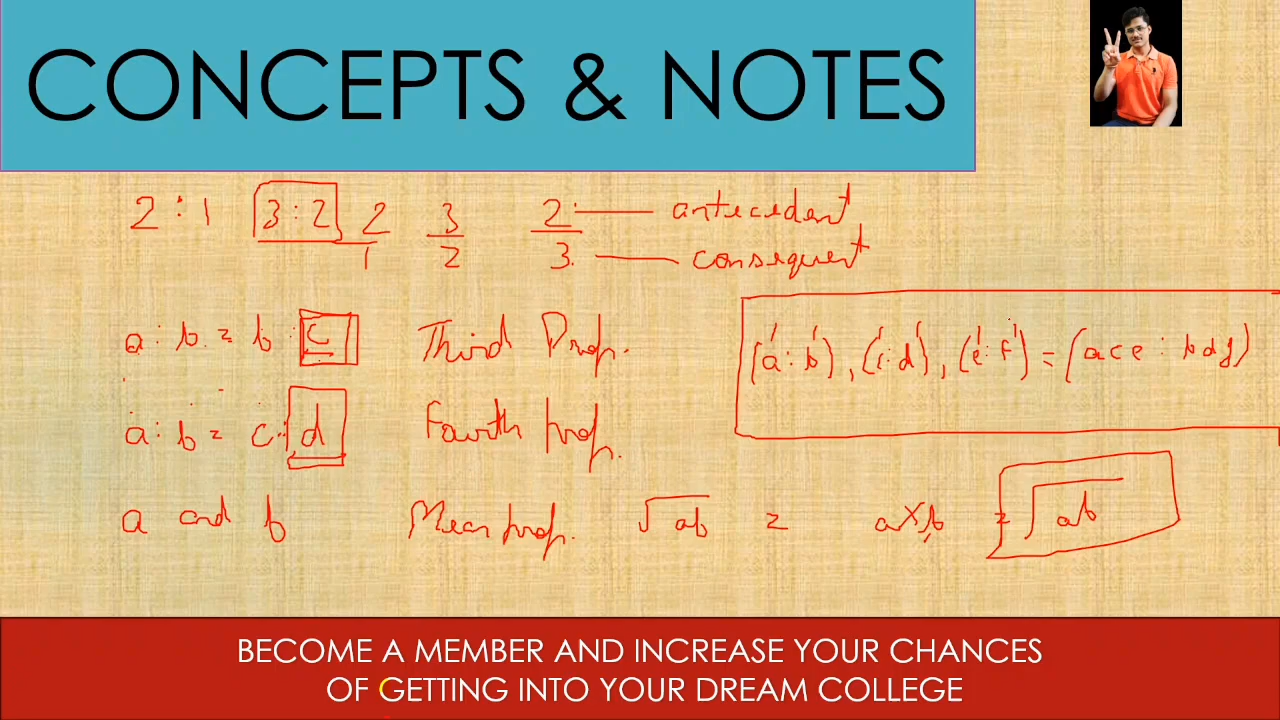 CONCEPTS & NOTES
2 : 1 3 : 2 2/1 3/2 2/3 antecedent consequent
a : b = b : c Third Prop.
(a : b), (c : d), (e : f) = (ace : bdf)
a : b = c : d Fourth prop.
a and b Mean prop. √ab = a×b = √ab
BECOME A MEMBER AND INCREASE YOUR CHANCES
OF GETTING INTO YOUR DREAM COLLEGE